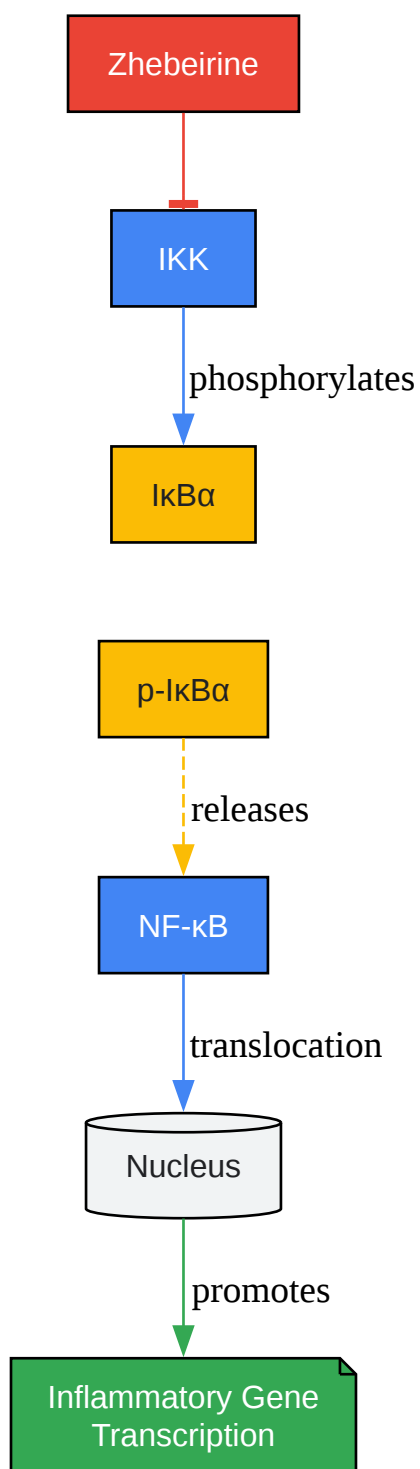 Zhebeirine
IKK
phosphorylates
IκBα
p-IκBα
releases
NF-κB
translocation
Nucleus
promotes
Inflammatory Gene
Transcription